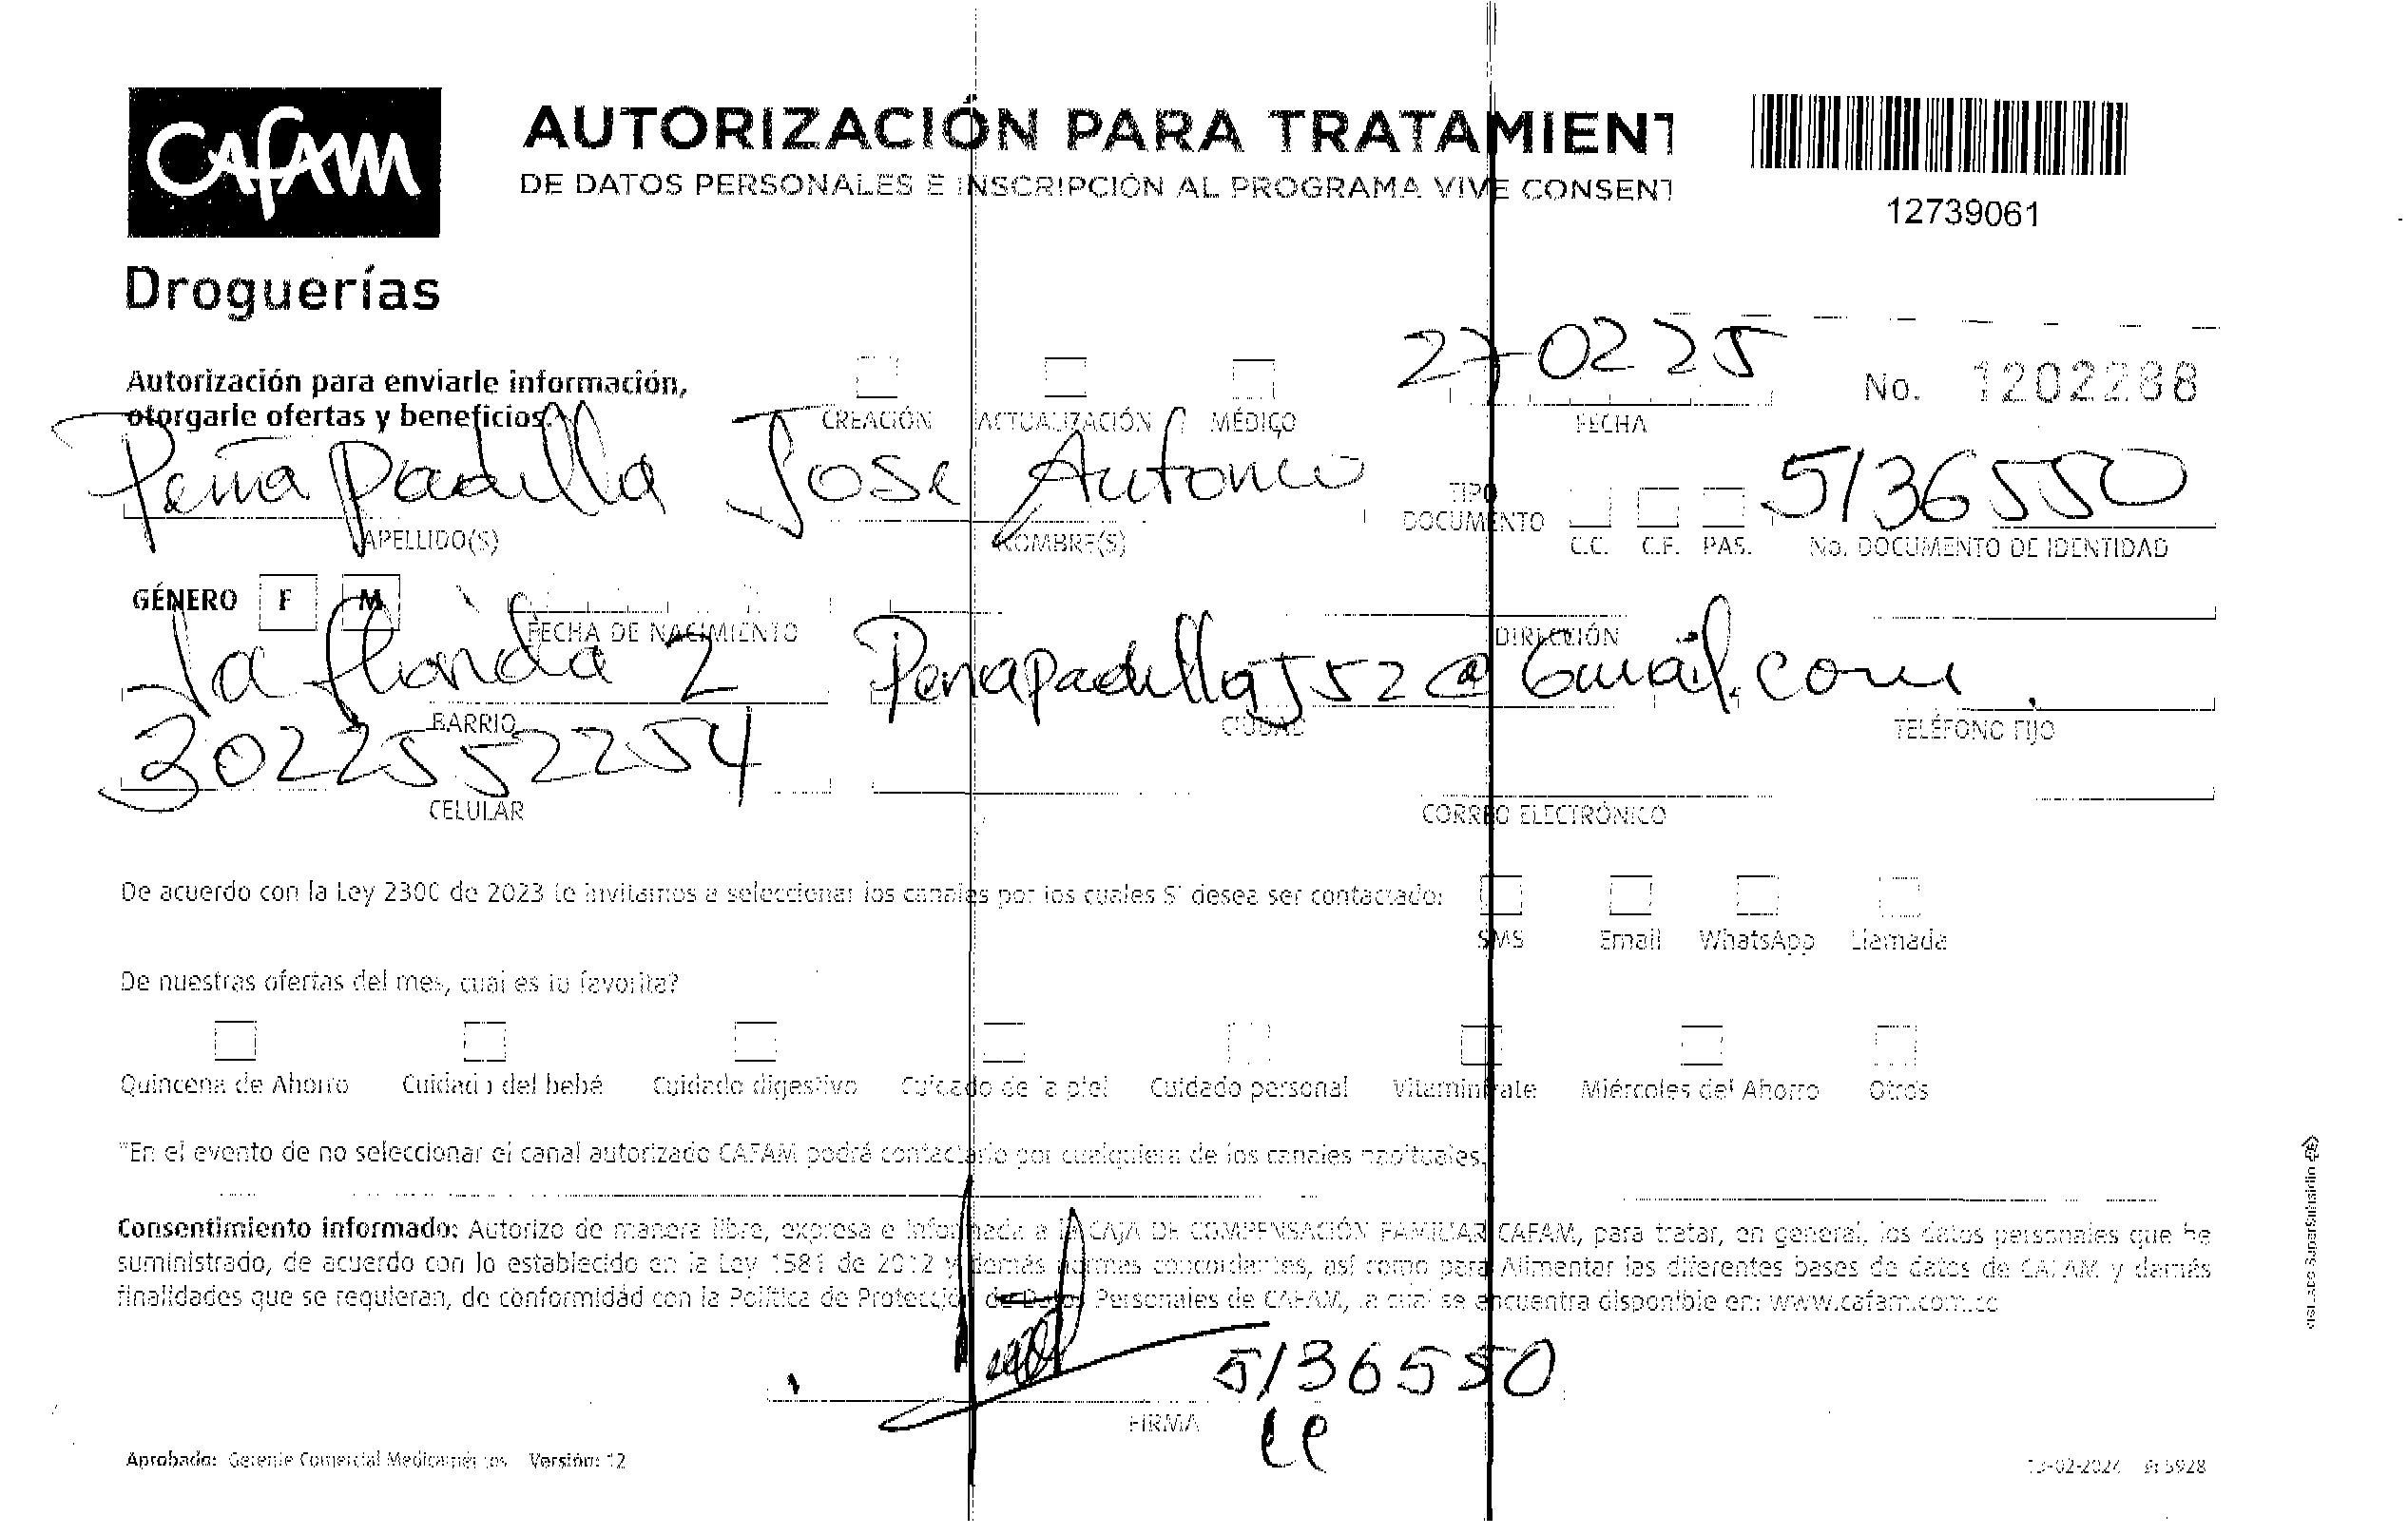 CAFAM
Droguerías
AUTORIZACIÓN PARA TRATAMIENT
DE DATOS PERSONALES E INSCRIPCIÓN AL PROGRAMA VIVE CONSENT
12739061
Autorización para enviarle información,
otorgarle ofertas y beneficios.
CREACIÓN ACTUALIZACIÓN MÉDICO
27 02 25
FECHA
No. 1202288
Peña Padilla Jose Antonio
APELLIDO(S) NOMBRE(S)
TIPO DOCUMENTO C.C. C.E. PAS.
5136550
No. DOCUMENTO DE IDENTIDAD
GÉNERO F M
FECHA DE NACIMIENTO DIRECCIÓN
la florida 2 Penapadillaj52@Gmail.com
BARRIO CIUDAD TELÉFONO FIJO
3022552254
CELULAR CORREO ELECTRÓNICO
De acuerdo con la Ley 2300 de 2023 te invitamos a seleccionar los canales por los cuales SI desea ser contactado:
SMS Email WhatsApp Llamada
De nuestras ofertas del mes, cuál es tu favorita?
Quincena de Ahorro Cuidado del bebé Cuidado digestivo Cuidado de la piel Cuidado personal Vitaminízate Miércoles del Ahorro Otros
*En el evento de no seleccionar el canal autorizado CAFAM podrá contactarlo por cualquiera de los canales habituales.
Consentimiento informado: Autorizo de manera libre, expresa e informada a la CAJA DE COMPENSACIÓN FAMILIAR CAFAM, para tratar, en general, los datos personales que he
suministrado, de acuerdo con lo establecido en la Ley 1581 de 2012 y demás normas concordantes, así como para Alimentar las diferentes bases de datos de CAFAM y demás
finalidades que se requieran, de conformidad con la Política de Protección de Datos Personales de CAFAM, la cual se encuentra disponible en: www.cafam.com.co
5136550
FIRMA
cc
Aprobado: Gerente Comercial Medicamentos Versión: 12
13-02-2024
VIGILADO SuperSubsidio